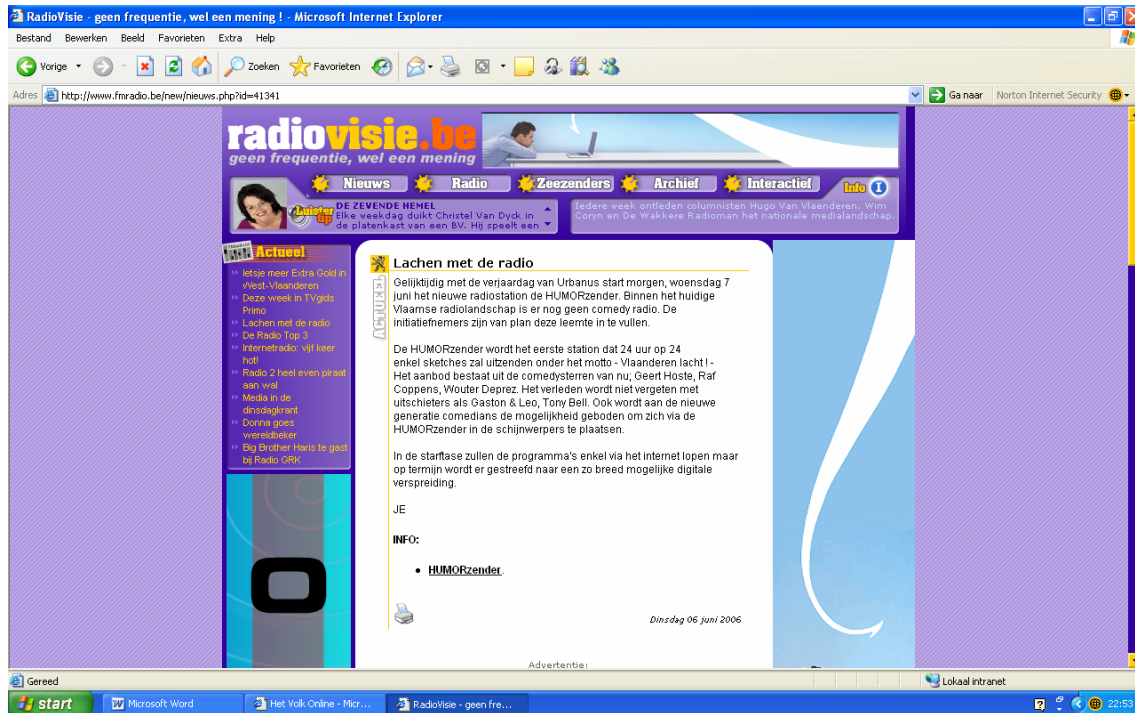 RadioVisie - geen frequentie, wel een mening ! - Microsoft Internet Explorer
Bestand Bewerken Beeld Favorieten Extra Help
Vorige Zoeken Favorieten
Adres http://www.fmradio.be/new/nieuws.php?id=41341 Ga naar Norton Internet Security
radiovisie.be
geen frequentie, wel een mening
Nieuws Radio Zeezenders Archief Interactief Info
Luister op
DE ZEVENDE HEMEL
Elke weekdag duikt Christel Van Dyck in
de platenkast van een BV. Hij speelt een
Iedere week ontleden columnisten Hugo Van Vlaenderen, Wim
Coryn en De Wakkere Radioman het nationale medialandschap.
Actueel
Ietsje meer Extra Gold in
West-Vlaanderen
Deze week in TVgids
Primo
Lachen met de radio
De Radio Top 3
Internetradio: vijf keer
hot!
Radio 2 heel even piraat
aan wal
Media in de
dinsdagkrant
Donna goes
wereldbeker
Big Brother Haris te gast
bij Radio GRK
ACTUEEL
Lachen met de radio
Gelijktijdig met de verjaardag van Urbanus start morgen, woensdag 7
juni het nieuwe radiostation de HUMORzender. Binnen het huidige
Vlaamse radiolandschap is er nog geen comedy radio. De
initiatiefnemers zijn van plan deze leemte in te vullen.
De HUMORzender wordt het eerste station dat 24 uur op 24
enkel sketches zal uitzenden onder het motto - Vlaanderen lacht ! -
Het aanbod bestaat uit de comedysterren van nu; Geert Hoste, Raf
Coppens, Wouter Deprez. Het verleden wordt niet vergeten met
uitschieters als Gaston & Leo, Tony Bell. Ook wordt aan de nieuwe
generatie comedians de mogelijkheid geboden om zich via de
HUMORzender in de schijnwerpers te plaatsen.
In de starftase zullen de programma's enkel via het internet lopen maar
op termijn wordt er gestreefd naar een zo breed mogelijke digitale
verspreiding.
JE
INFO:
HUMORzender.
Dinsdag 06 juni 2006
Advertentie:
Gereed Lokaal intranet
start Microsoft Word Het Volk Online - Micr... RadioVisie - geen fre... 22:53